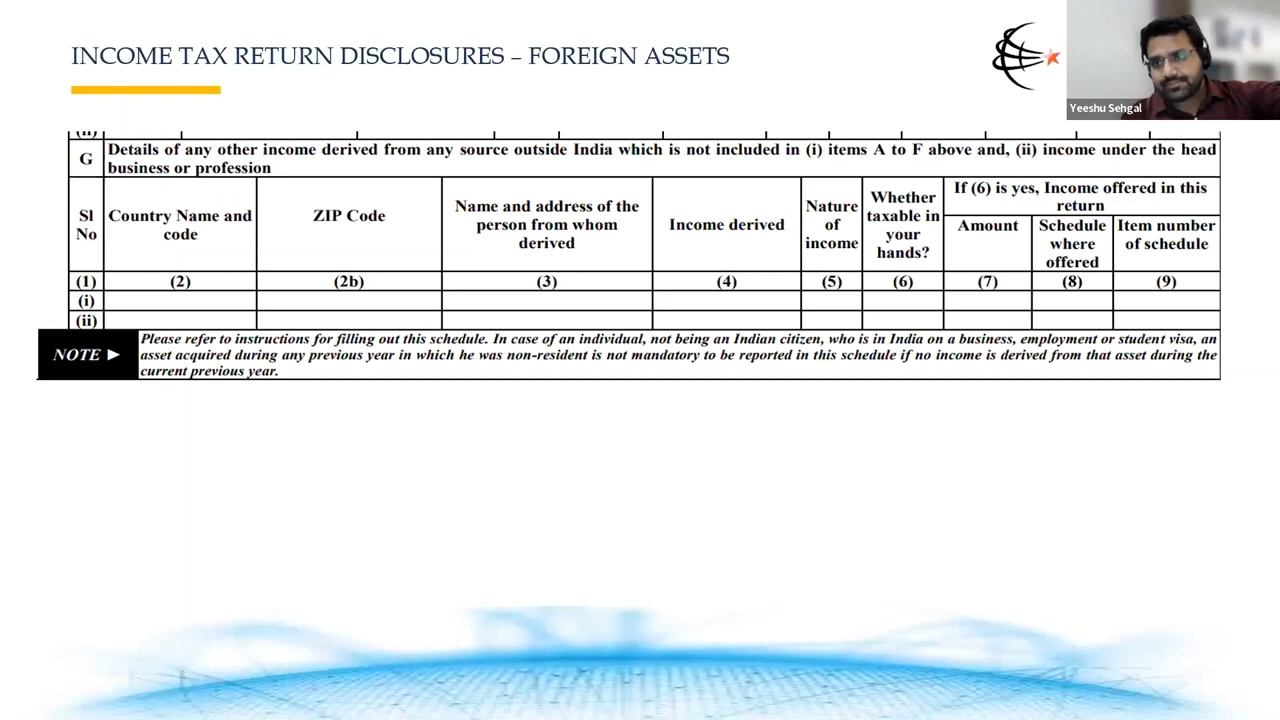 INCOME TAX RETURN DISCLOSURES – FOREIGN ASSETS
Yeeshu Sehgal
(ii)
G
Details of any other income derived from any source outside India which is not included in (i) items A to F above and, (ii) income under the head
business or profession
Sl
No
Country Name and
code
ZIP Code
Name and address of the
person from whom
derived
Income derived
Nature
of
income
Whether
taxable in
your
hands?
If (6) is yes, Income offered in this
return
Amount
Schedule
where
offered
Item number
of schedule
(1)
(2)
(2b)
(3)
(4)
(5)
(6)
(7)
(8)
(9)
(i)
(ii)
NOTE ►
Please refer to instructions for filling out this schedule. In case of an individual, not being an Indian citizen, who is in India on a business, employment or student visa, an
asset acquired during any previous year in which he was non-resident is not mandatory to be reported in this schedule if no income is derived from that asset during the
current previous year.